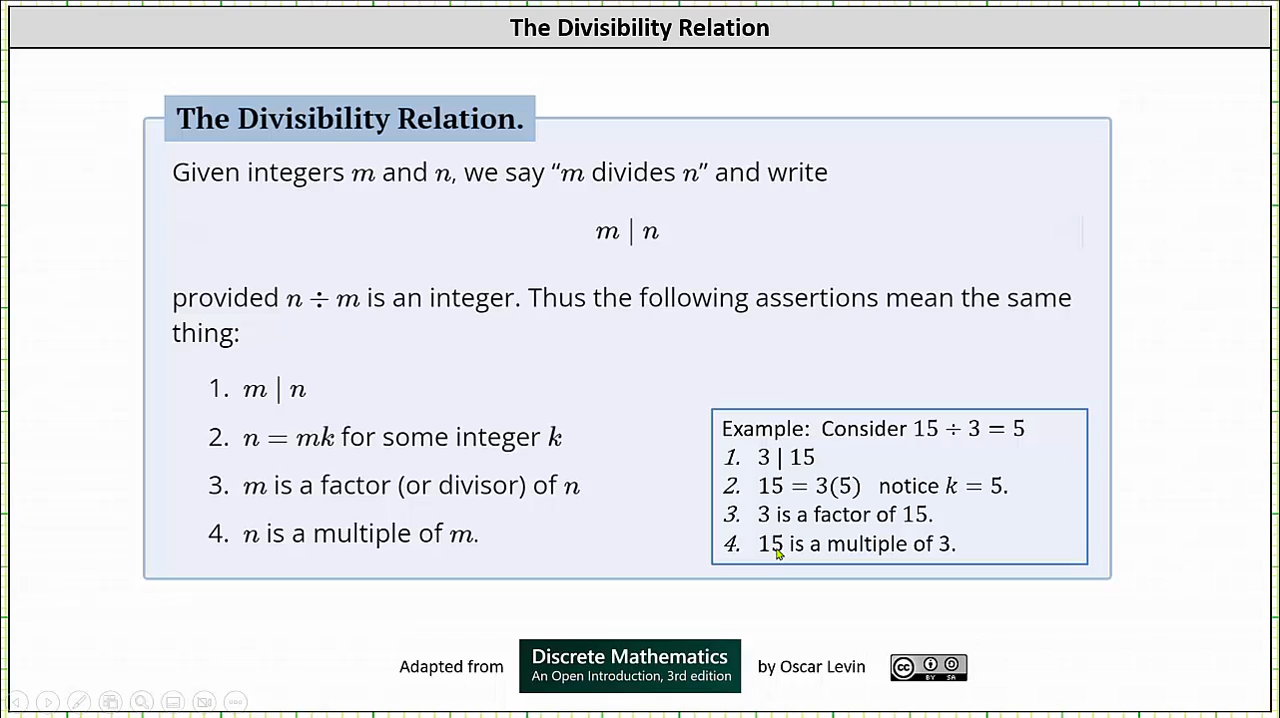 The Divisibility Relation
The Divisibility Relation.
Given integers m and n, we say “m divides n” and write
m | n
provided n ÷ m is an integer. Thus the following assertions mean the same
thing:
1. m | n
2. n = mk for some integer k
3. m is a factor (or divisor) of n
4. n is a multiple of m.
Example: Consider 15 ÷ 3 = 5
1. 3 | 15
2. 15 = 3(5) notice k = 5.
3. 3 is a factor of 15.
4. 15 is a multiple of 3.
Adapted from
Discrete Mathematics
An Open Introduction, 3rd edition
by Oscar Levin
cc BY SA